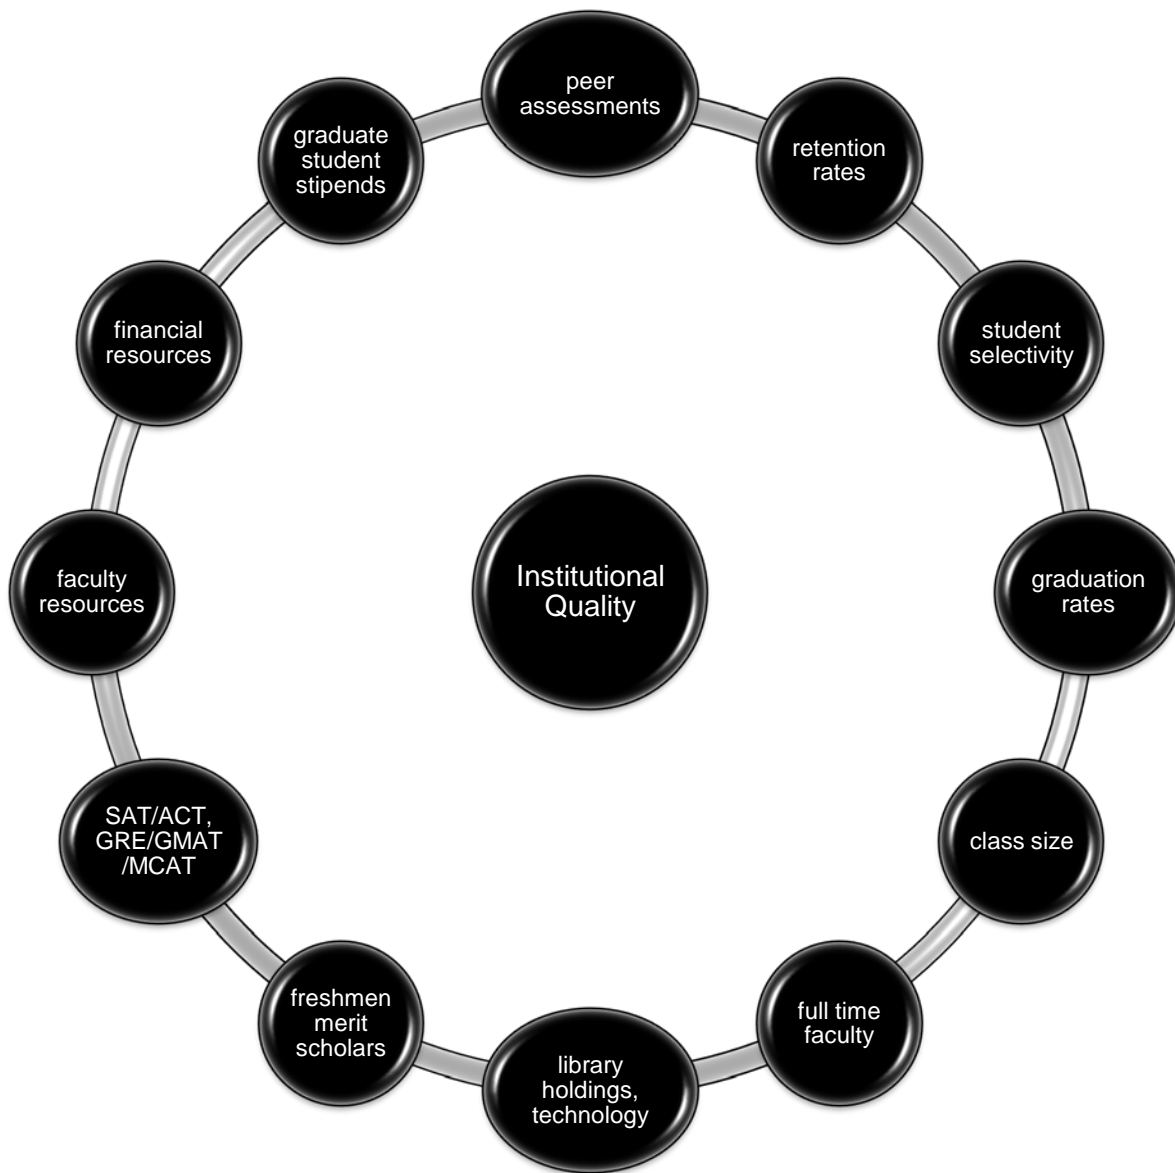 peer
assessments
retention
rates
student
selectivity
graduation
rates
class size
full time
faculty
library
holdings,
technology
freshmen
merit
scholars
SAT/ACT,
GRE/GMAT
/MCAT
faculty
resources
financial
resources
graduate
student
stipends
Institutional
Quality